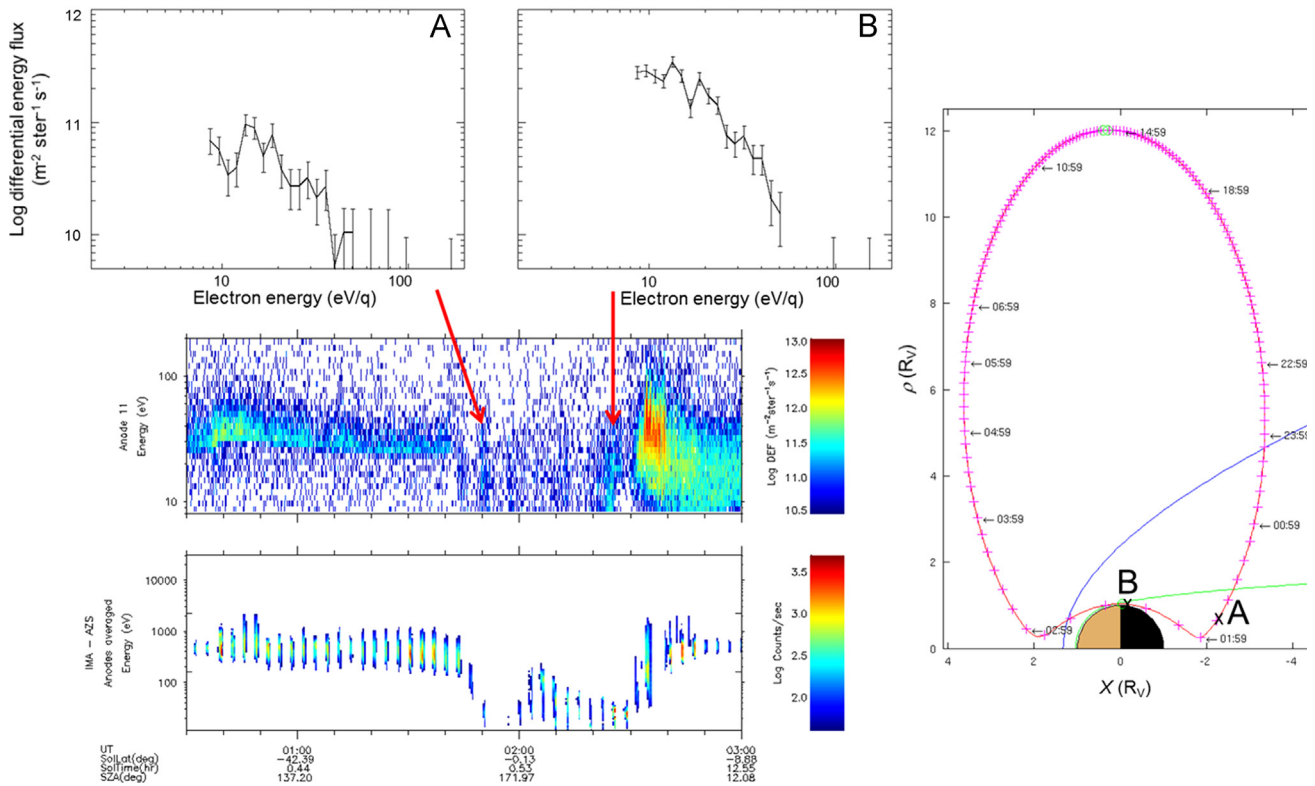 A
B
12
11
10
Log differential energy flux
(m⁻² ster⁻¹ s⁻¹)
10
100
Electron energy (eV/q)
10
100
Electron energy (eV/q)
Anode 11
Energy (eV)
100
10
13.0
12.5
12.0
11.5
11.0
10.5
Log DEF (m⁻²ster⁻¹s⁻¹)
IMA – AZS
Anodes averaged
Energy (eV)
10000
1000
100
3.5
3.0
2.5
2.0
Log Counts/sec
UT 01:00 02:00 03:00
SolLat(deg) −42.39 −0.13 −8.88
SolTime(hr) 0.44 0.53 12.55
SZA(deg) 137.20 171.97 12.08
12
10
8
6
4
2
0
ρ (Rᵥ)
←14:59
←10:59
←18:59
←06:59
←05:59
←22:59
←04:59
←23:59
←03:59
←00:59
B
A
←02:59
←01:59
4 2 0 -2 -4
X (Rᵥ)